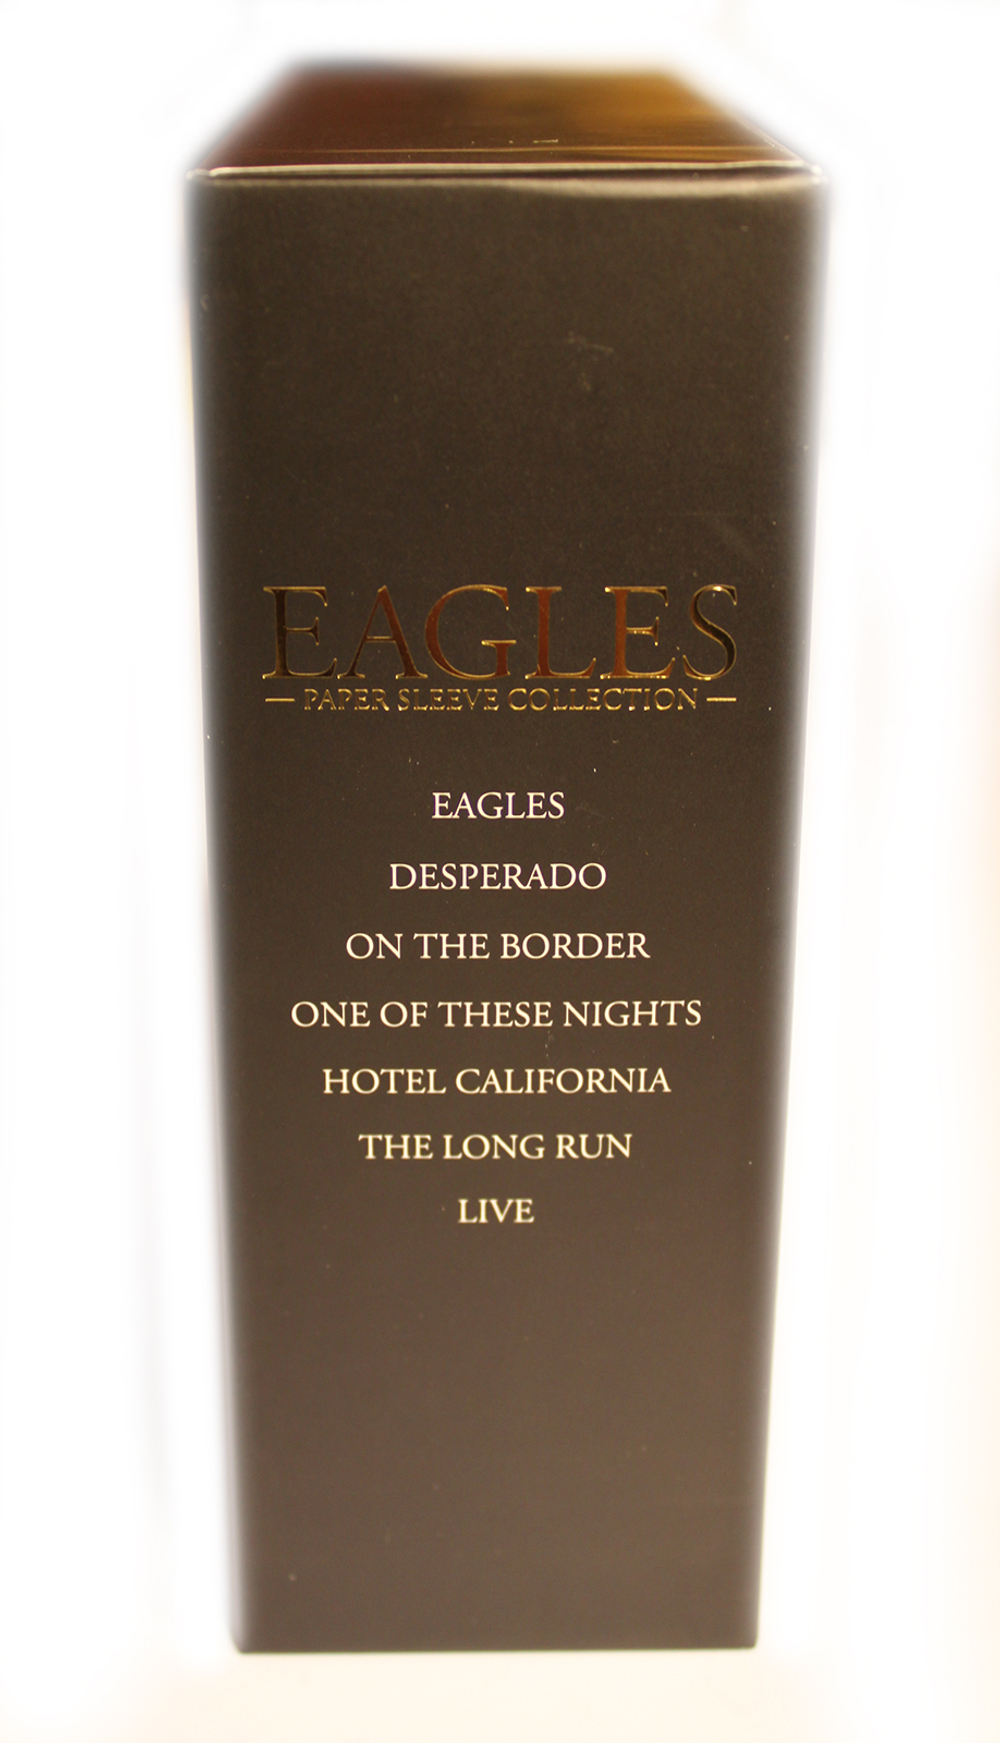 EAGLES
— PAPER SLEEVE COLLECTION —
EAGLES
DESPERADO
ON THE BORDER
ONE OF THESE NIGHTS
HOTEL CALIFORNIA
THE LONG RUN
LIVE